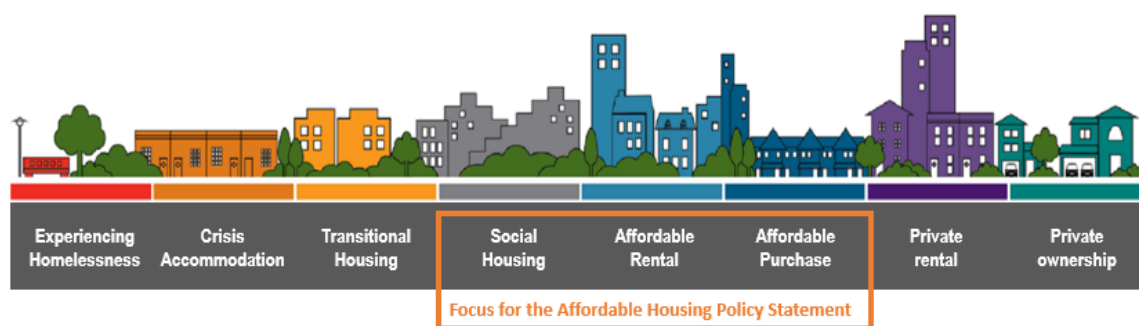 Experiencing
Homelessness
Crisis
Accommodation
Transitional
Housing
Social
Housing
Affordable
Rental
Affordable
Purchase
Private
rental
Private
ownership
Focus for the Affordable Housing Policy Statement